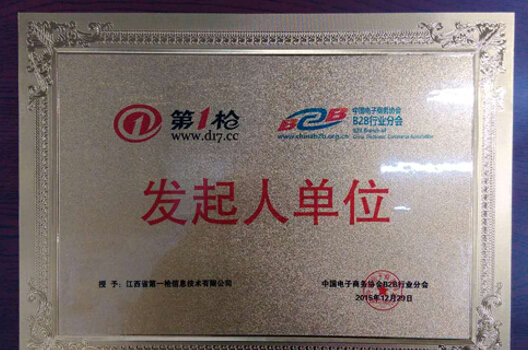 第1枪
www.d17.cc
B2B
www.chinab2b.org.cn
中国电子商务协会
B2B行业分会
B2B Branch of
China Electronic Commerce Association
发起人单位
授 予：江西省第一枪信息技术有限公司
中国电子商务协会B2B行业分会
2015年12月29日